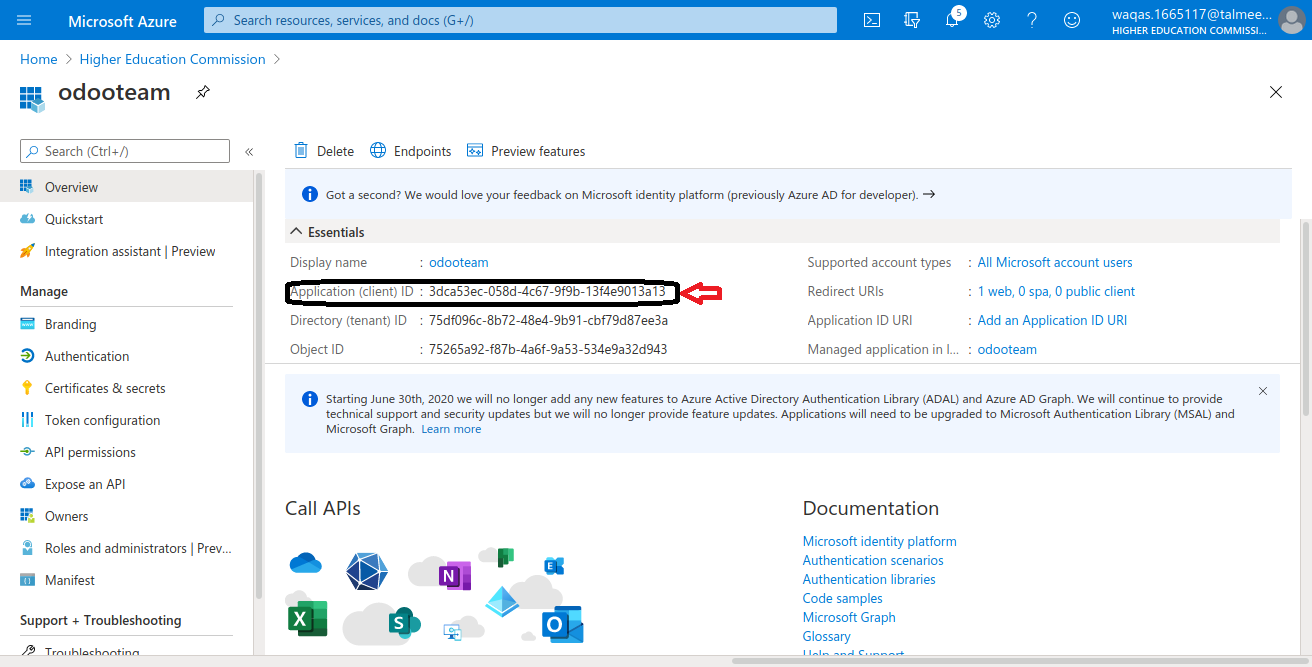 Microsoft Azure
Search resources, services, and docs (G+/)
5
waqas.1665117@talmee...
HIGHER EDUCATION COMMISSI...
Home > Higher Education Commission >
odooteam
Search (Ctrl+/)
«
Overview
Quickstart
Integration assistant | Preview
Manage
Branding
Authentication
Certificates & secrets
Token configuration
API permissions
Expose an API
Owners
Roles and administrators | Prev...
Manifest
Support + Troubleshooting
Troubleshooting
Delete
Endpoints
Preview features
Got a second? We would love your feedback on Microsoft identity platform (previously Azure AD for developer). →
Essentials
Display name : odooteam
Application (client) ID : 3dca53ec-058d-4c67-9f9b-13f4e9013a13
Directory (tenant) ID : 75df096c-8b72-48e4-9b91-cbf79d87ee3a
Object ID : 75265a92-f87b-4a6f-9a53-534e9a32d943
Supported account types : All Microsoft account users
Redirect URIs : 1 web, 0 spa, 0 public client
Application ID URI : Add an Application ID URI
Managed application in l... : odooteam
Starting June 30th, 2020 we will no longer add any new features to Azure Active Directory Authentication Library (ADAL) and Azure AD Graph. We will continue to provide
technical support and security updates but we will no longer provide feature updates. Applications will need to be upgraded to Microsoft Authentication Library (MSAL) and
Microsoft Graph. Learn more
Call APIs
N
E
X
S
O
Documentation
Microsoft identity platform
Authentication scenarios
Authentication libraries
Code samples
Microsoft Graph
Glossary
Help and Support